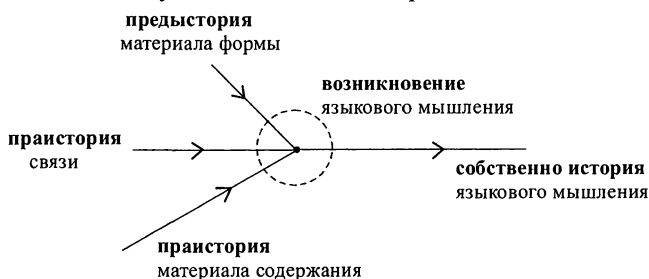 предыстория
материала формы
возникновение
языкового мышления
праистория
связи
собственно история
языкового мышления
праистория
материала содержания